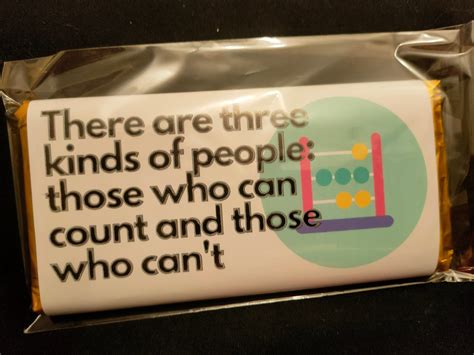 There are three
kinds of people:
those who can
count and those
who can't